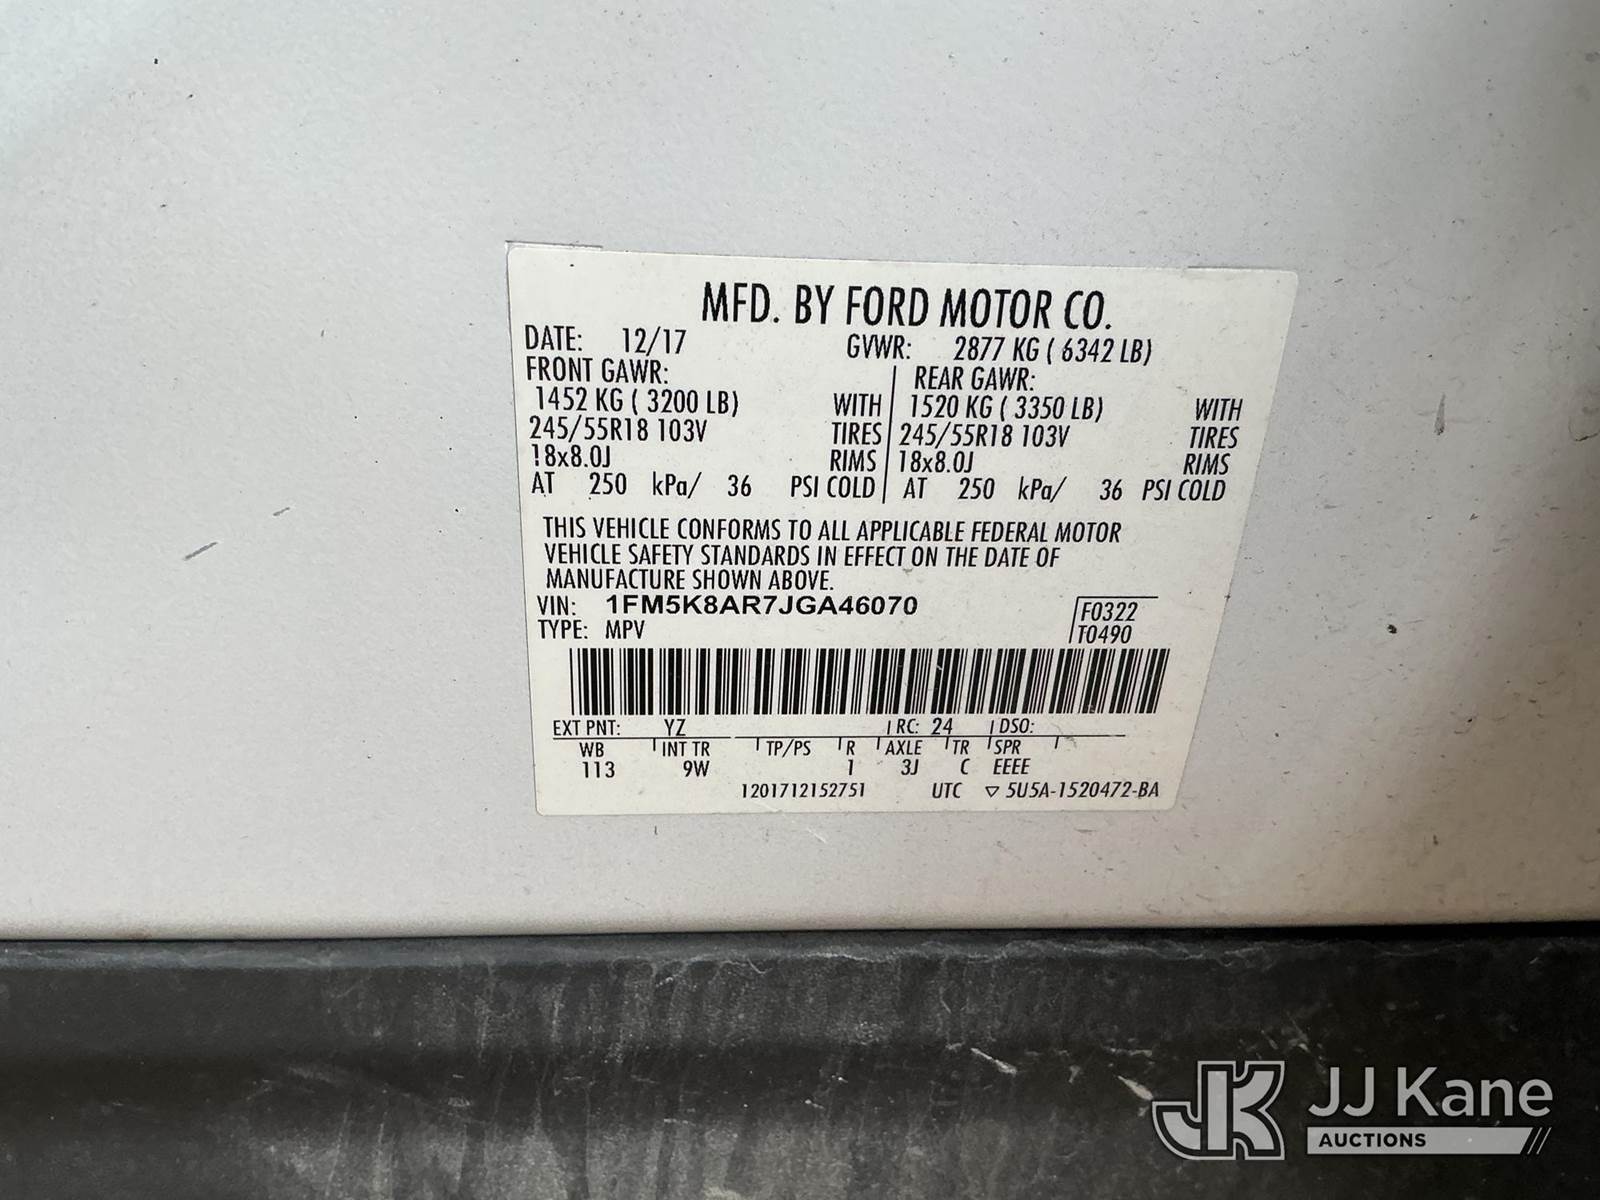 MFD. BY FORD MOTOR CO.
DATE: 12/17 GVWR: 2877 KG ( 6342 LB)
FRONT GAWR: REAR GAWR:
1452 KG ( 3200 LB) WITH 1520 KG ( 3350 LB) WITH
245/55R18 103V TIRES 245/55R18 103V TIRES
18x8.0J RIMS 18x8.0J RIMS
AT 250 kPa/ 36 PSI COLD AT 250 kPa/ 36 PSI COLD
THIS VEHICLE CONFORMS TO ALL APPLICABLE FEDERAL MOTOR
VEHICLE SAFETY STANDARDS IN EFFECT ON THE DATE OF
MANUFACTURE SHOWN ABOVE.
VIN: 1FM5K8AR7JGA46070 F0322
TYPE: MPV T0490
EXT PNT: YZ RC: 24 DSO:
WB INT TR TP/PS R AXLE TR SPR
113 9W 1 3J C EEEE
1201712152751 UTC ▽ 5U5A-1520472-BA
JK JJ Kane
AUCTIONS